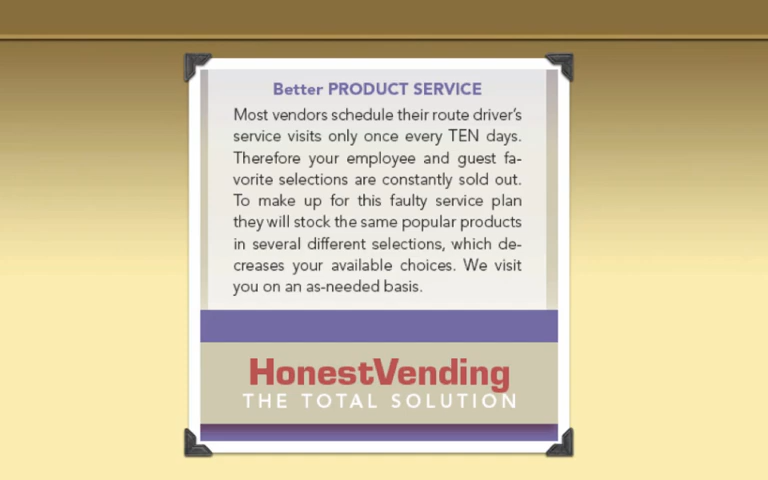 Better PRODUCT SERVICE
Most vendors schedule their route driver's
service visits only once every TEN days.
Therefore your employee and guest fa-
vorite selections are constantly sold out.
To make up for this faulty service plan
they will stock the same popular products
in several different selections, which de-
creases your available choices. We visit
you on an as-needed basis.
HonestVending
THE TOTAL SOLUTION